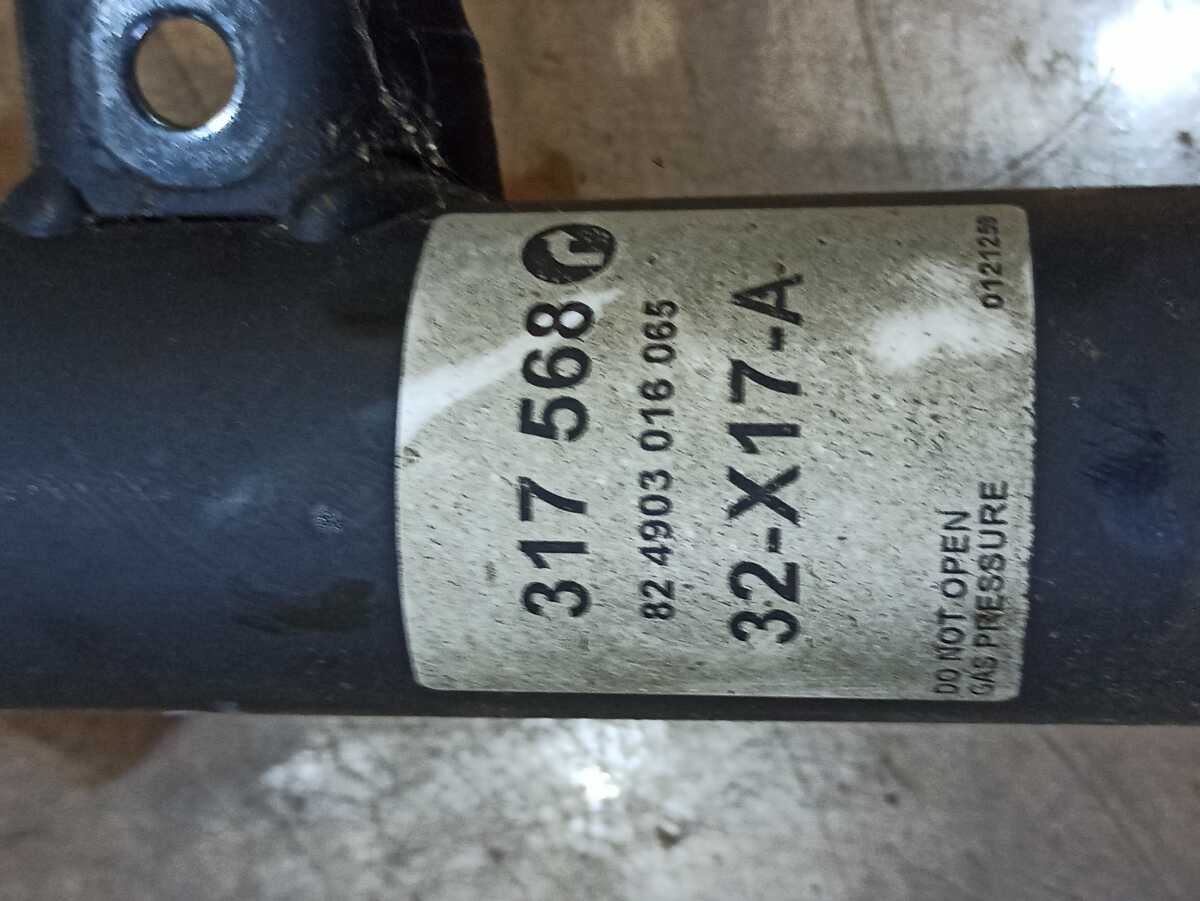 317 568
82 4903 016 065
32-X17-A
DO NOT OPEN
GAS PRESSURE
0121259